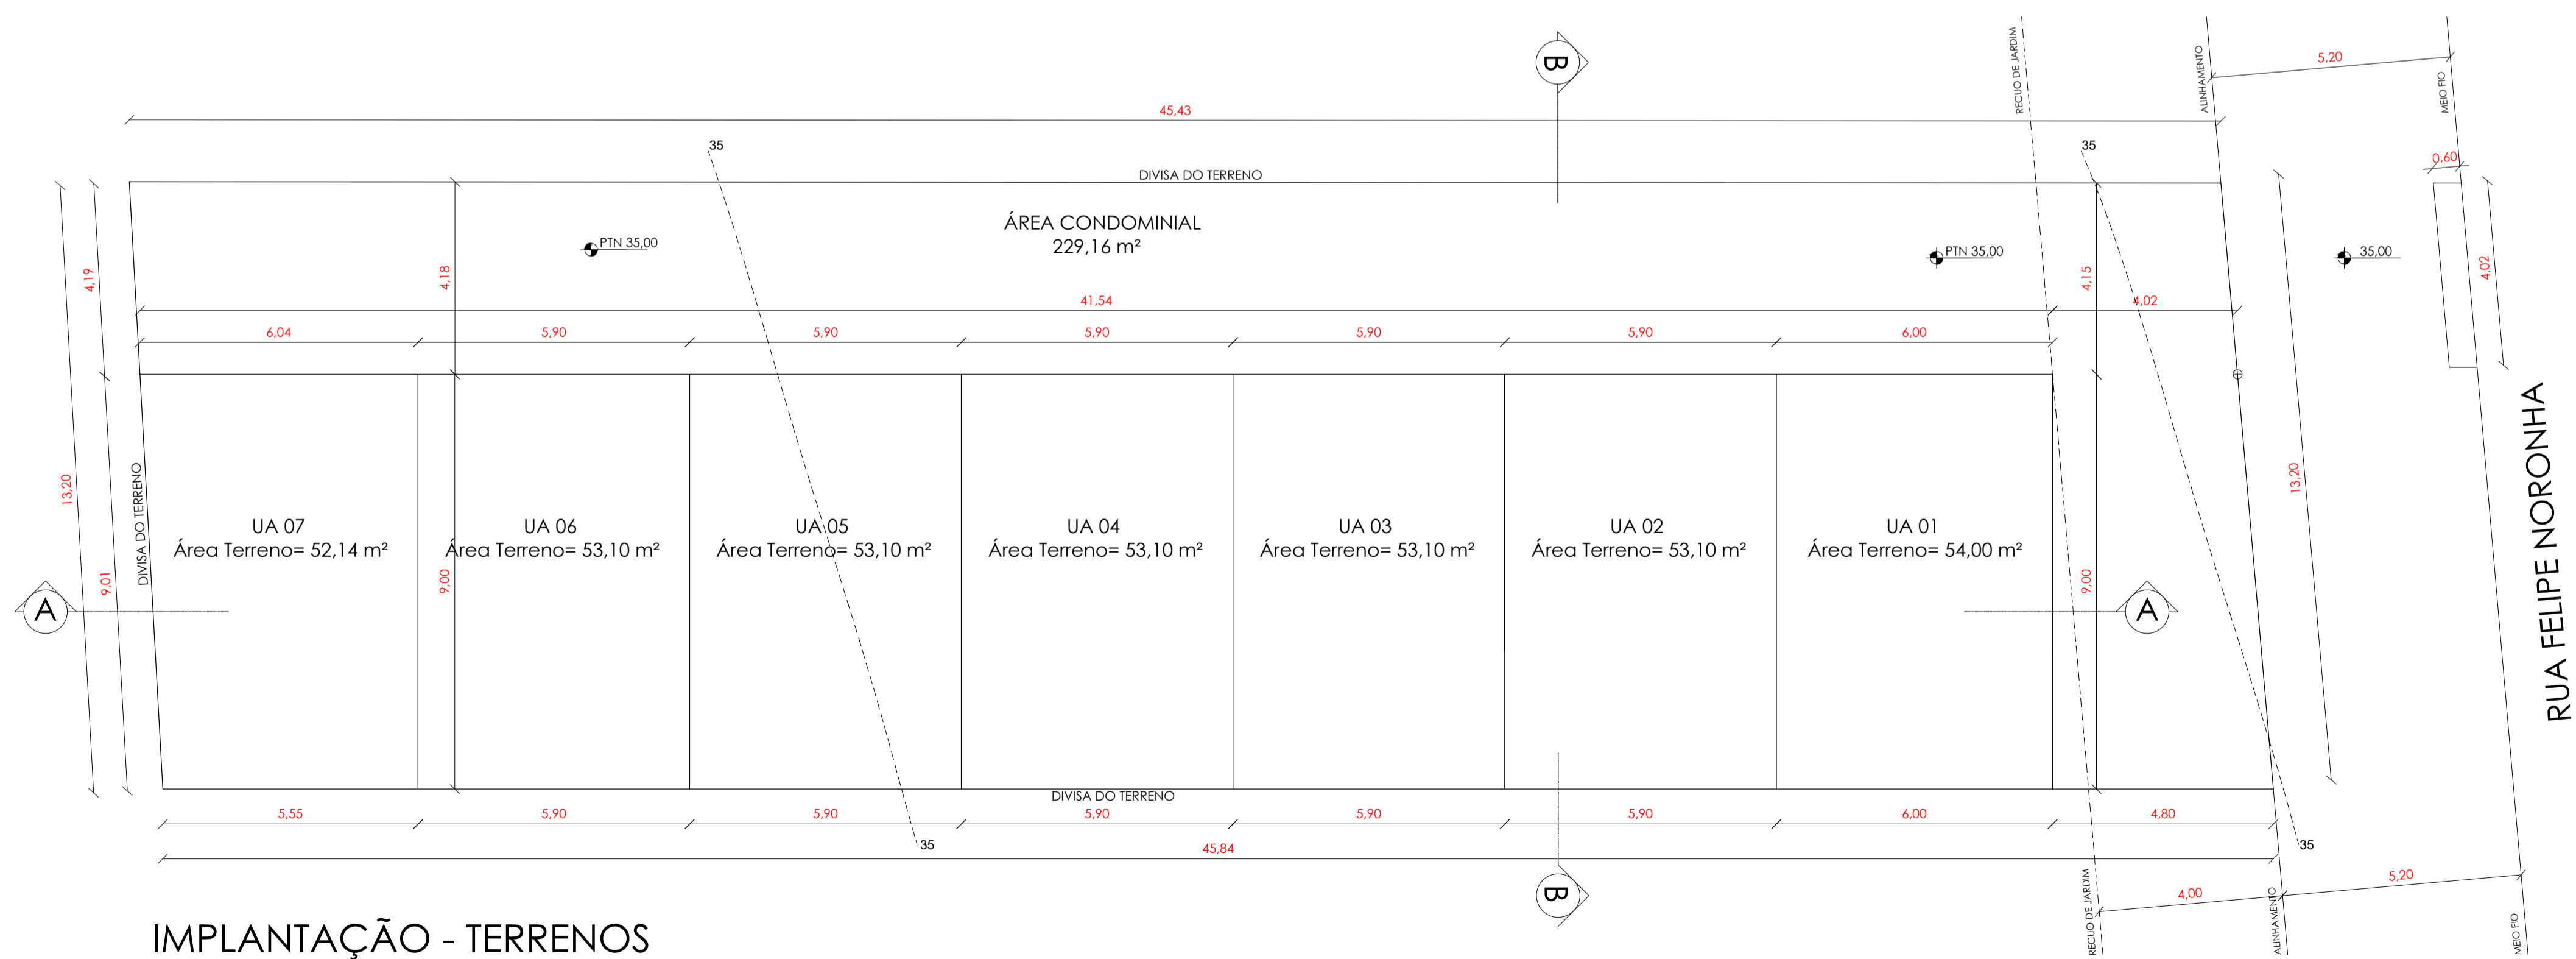 B
RECUO DE JARDIM
ALINHAMENTO
5,20
MEIO FIO
45,43
35
35
0,60
DIVISA DO TERRENO
ÁREA CONDOMINIAL
229,16 m²
PTN 35,00
PTN 35,00
35,00
4,19
4,18
4,15
4,02
41,54
4,02
6,04
5,90
5,90
5,90
5,90
5,90
6,00
13,20
DIVISA DO TERRENO
13,20
RUA FELIPE NORONHA
UA 07
Área Terreno= 52,14 m²
UA 06
Área Terreno= 53,10 m²
UA 05
Área Terreno= 53,10 m²
UA 04
Área Terreno= 53,10 m²
UA 03
Área Terreno= 53,10 m²
UA 02
Área Terreno= 53,10 m²
UA 01
Área Terreno= 54,00 m²
9,01
9,00
9,00
A
A
DIVISA DO TERRENO
5,55
5,90
5,90
5,90
5,90
5,90
6,00
4,80
35
45,84
35
B
RECUO DE JARDIM
4,00
ALINHAMENTO
5,20
MEIO FIO
IMPLANTAÇÃO - TERRENOS